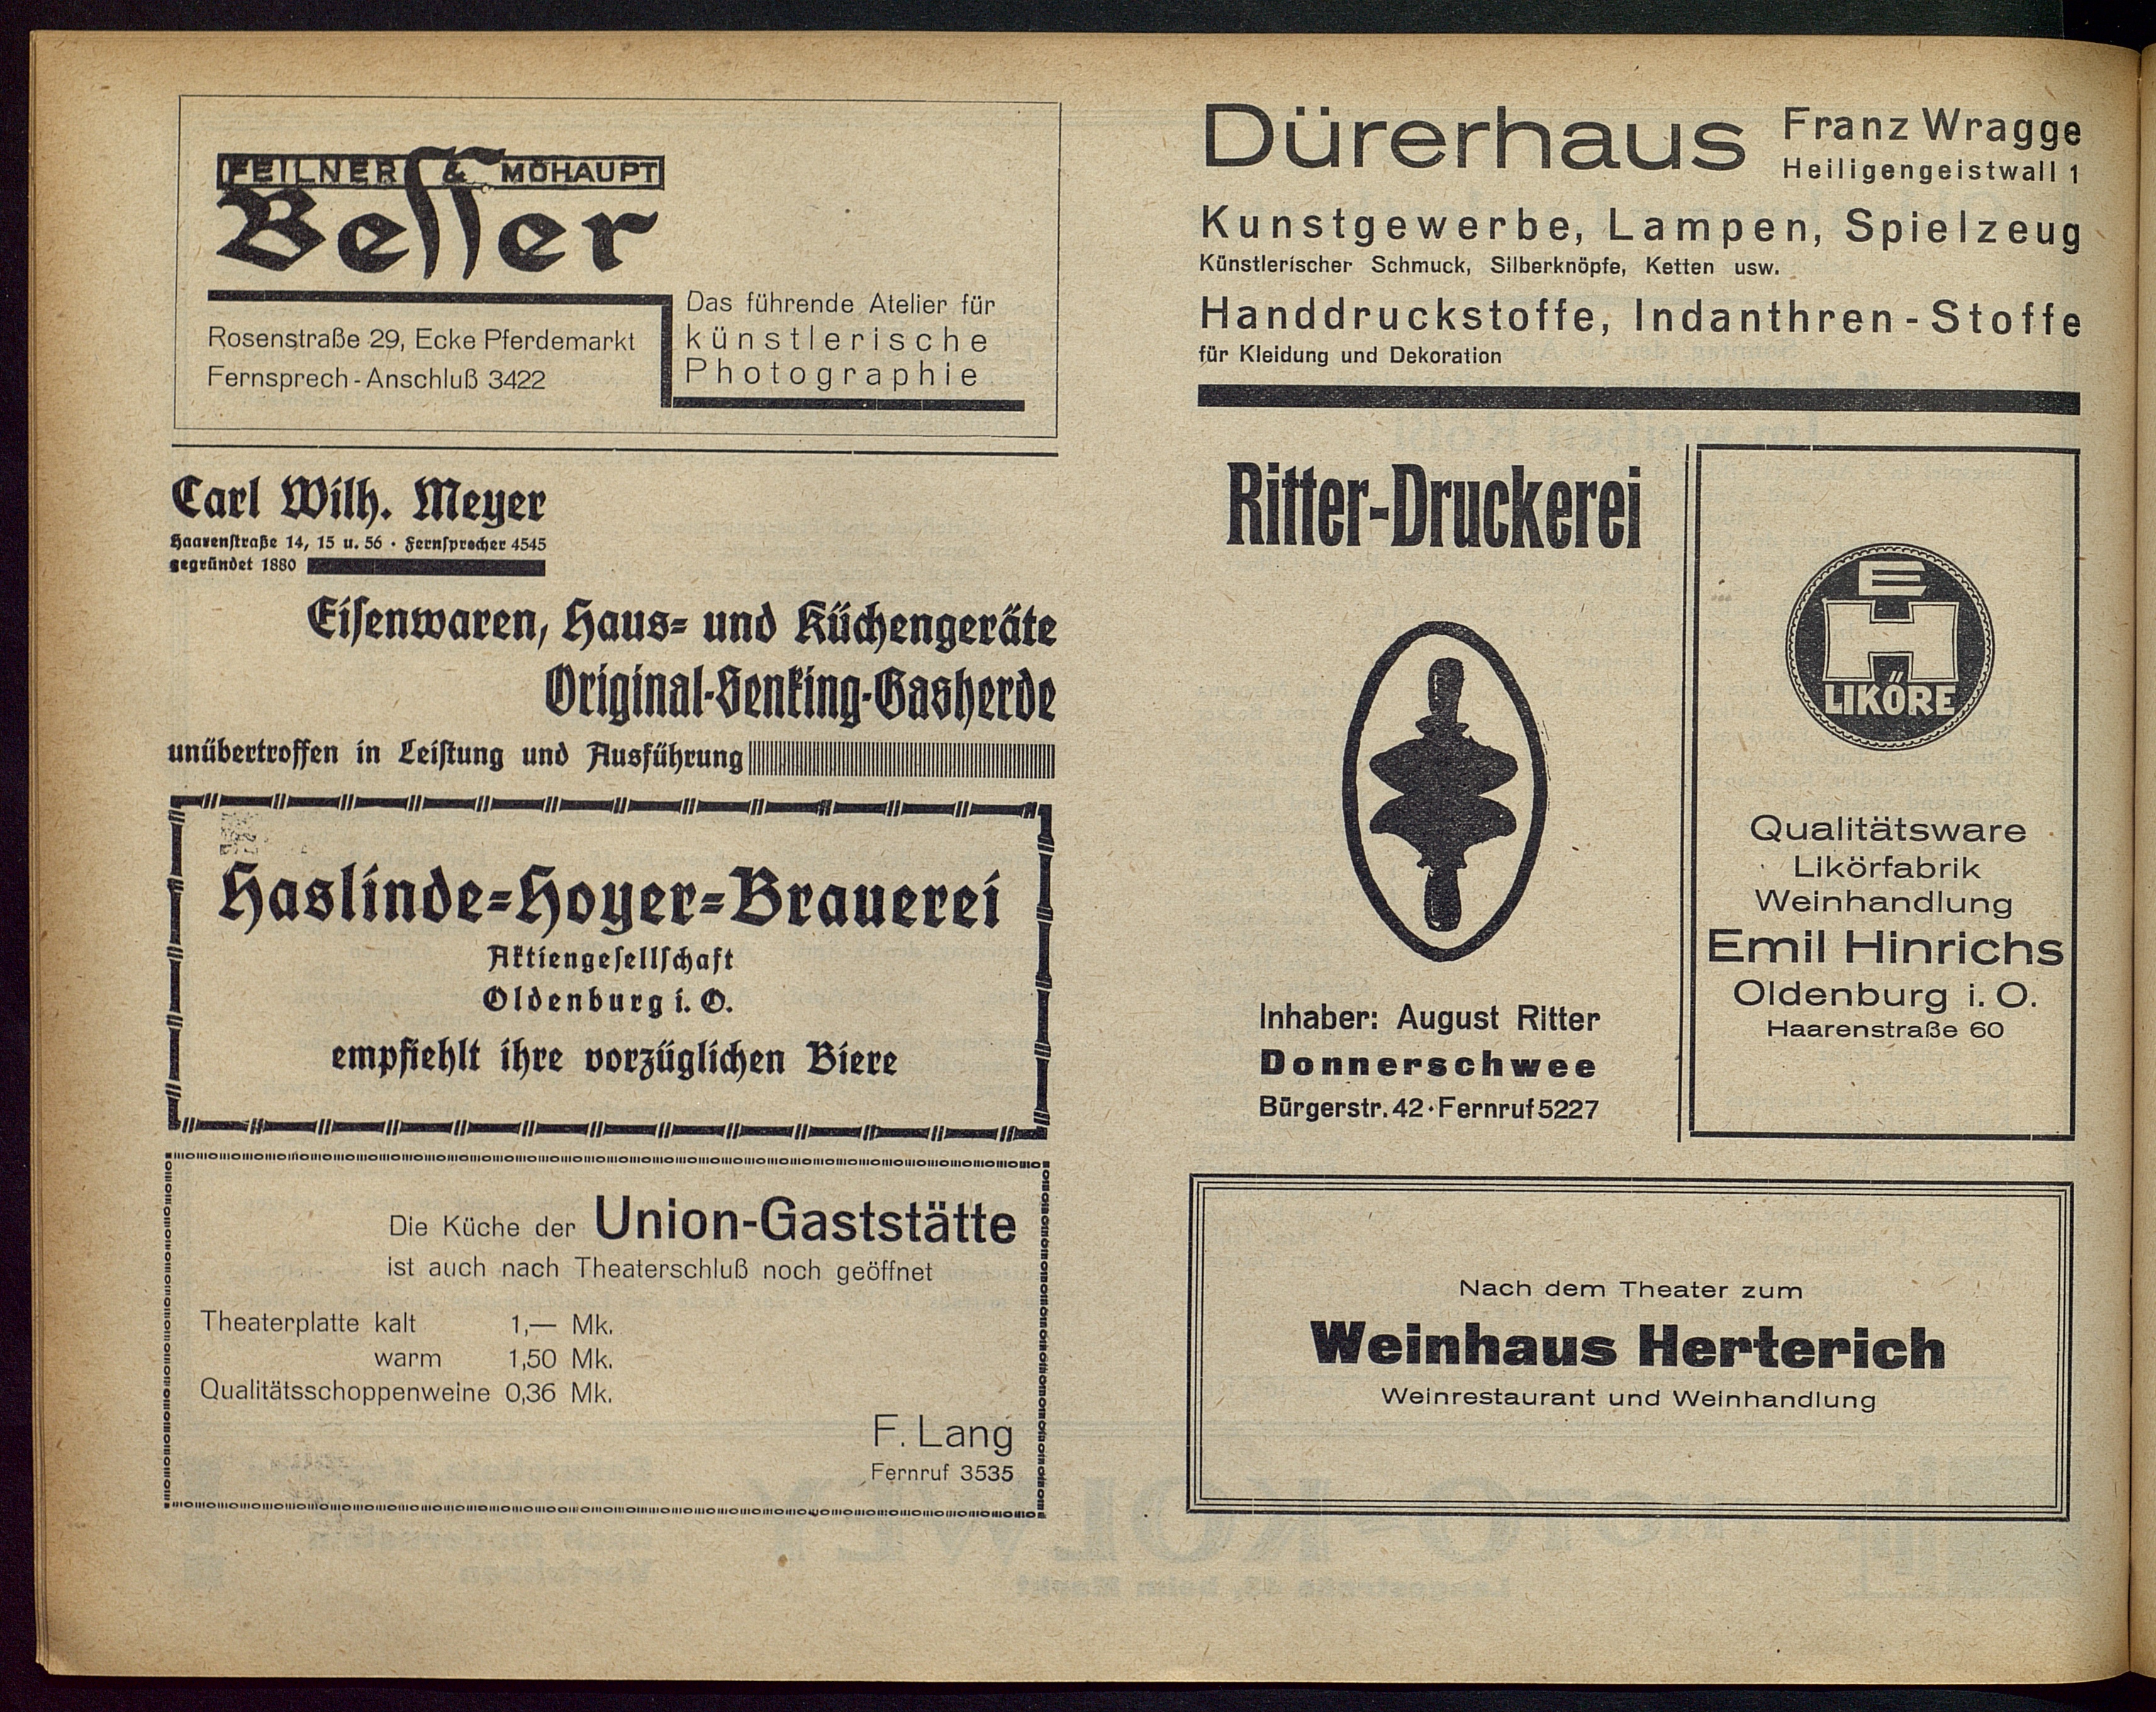 FEILNER & MOHAUPT
Besser
Rosenstraße 29, Ecke Pferdemarkt
Fernsprech-Anschluß 3422
Das führende Atelier für
künstlerische
Photographie
Carl Wilh. Meyer
Haarenstraße 14, 15 u. 56 · Fernsprecher 4545
gegründet 1880
Eisenwaren, Haus- und Küchengeräte
Original-Senking-Gasherde
unübertroffen in Leistung und Ausführung
Haslinde-Hoyer-Brauerei
Aktiengesellschaft
Oldenburg i. O.
empfiehlt ihre vorzüglichen Biere
Die Küche der Union-Gaststätte
ist auch nach Theaterschluß noch geöffnet
Theaterplatte kalt 1,— Mk.
warm 1,50 Mk.
Qualitätsschoppenweine 0,36 Mk.
F. Lang
Fernruf 3535
Dürerhaus Franz Wragge
Heiligengeistwall 1
Kunstgewerbe, Lampen, Spielzeug
Künstlerischer Schmuck, Silberknöpfe, Ketten usw.
Handdruckstoffe, Indanthren-Stoffe
für Kleidung und Dekoration
Ritter-Druckerei
Inhaber: August Ritter
Donnerschwee
Bürgerstr. 42 · Fernruf 5227
E
H
LIKÖRE
Qualitätsware
Likörfabrik
Weinhandlung
Emil Hinrichs
Oldenburg i. O.
Haarenstraße 60
Nach dem Theater zum
Weinhaus Herterich
Weinrestaurant und Weinhandlung